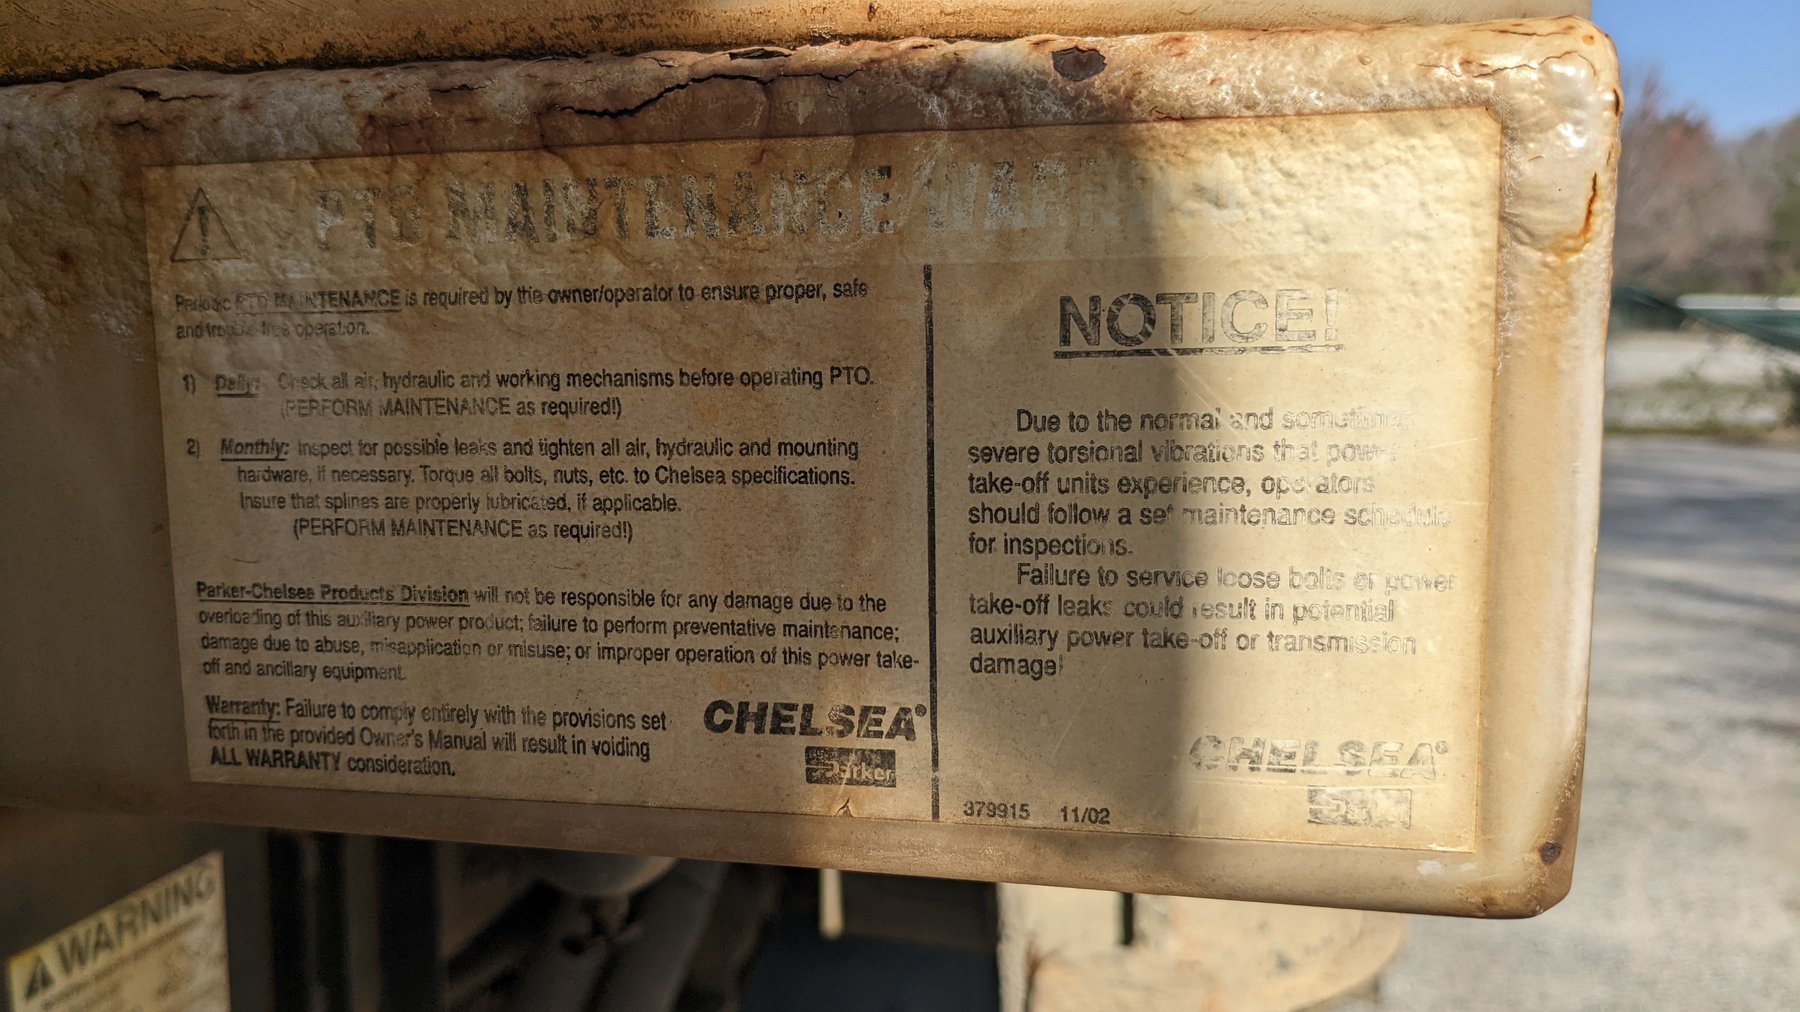 PTO MAINTENANCE WARNING
Periodic PTO MAINTENANCE is required by the owner/operator to ensure proper, safe
and trouble free operation.
1) Daily: Check all air, hydraulic and working mechanisms before operating PTO.
(PERFORM MAINTENANCE as required!)
2) Monthly: Inspect for possible leaks and tighten all air, hydraulic and mounting
hardware, if necessary. Torque all bolts, nuts, etc. to Chelsea specifications.
Insure that splines are properly lubricated, if applicable.
(PERFORM MAINTENANCE as required!)
Parker-Chelsea Products Division will not be responsible for any damage due to the
overloading of this auxiliary power product; failure to perform preventative maintenance;
damage due to abuse, misapplication or misuse; or improper operation of this power take-
off and ancillary equipment.
Warranty: Failure to comply entirely with the provisions set
forth in the provided Owner's Manual will result in voiding
ALL WARRANTY consideration.
CHELSEA®
Parker
NOTICE!
Due to the normal and sometimes
severe torsional vibrations that power
take-off units experience, operators
should follow a set maintenance schedule
for inspections.
Failure to service loose bolts or power
take-off leaks could result in potential
auxiliary power take-off or transmission
damage!
CHELSEA®
379915 11/02
WARNING